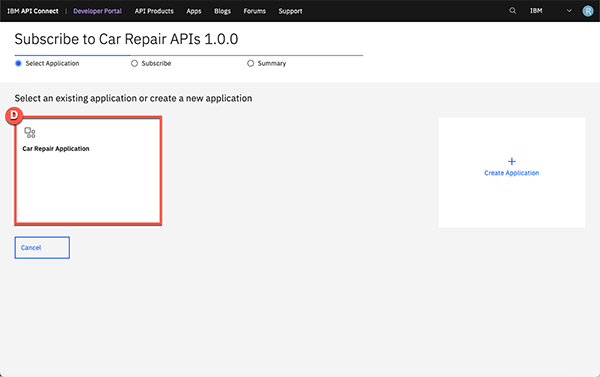 IBM API Connect | Developer Portal API Products Apps Blogs Forums Support IBM R
Subscribe to Car Repair APIs 1.0.0
Select Application Subscribe Summary
Select an existing application or create a new application
D
Car Repair Application
Create Application
Cancel